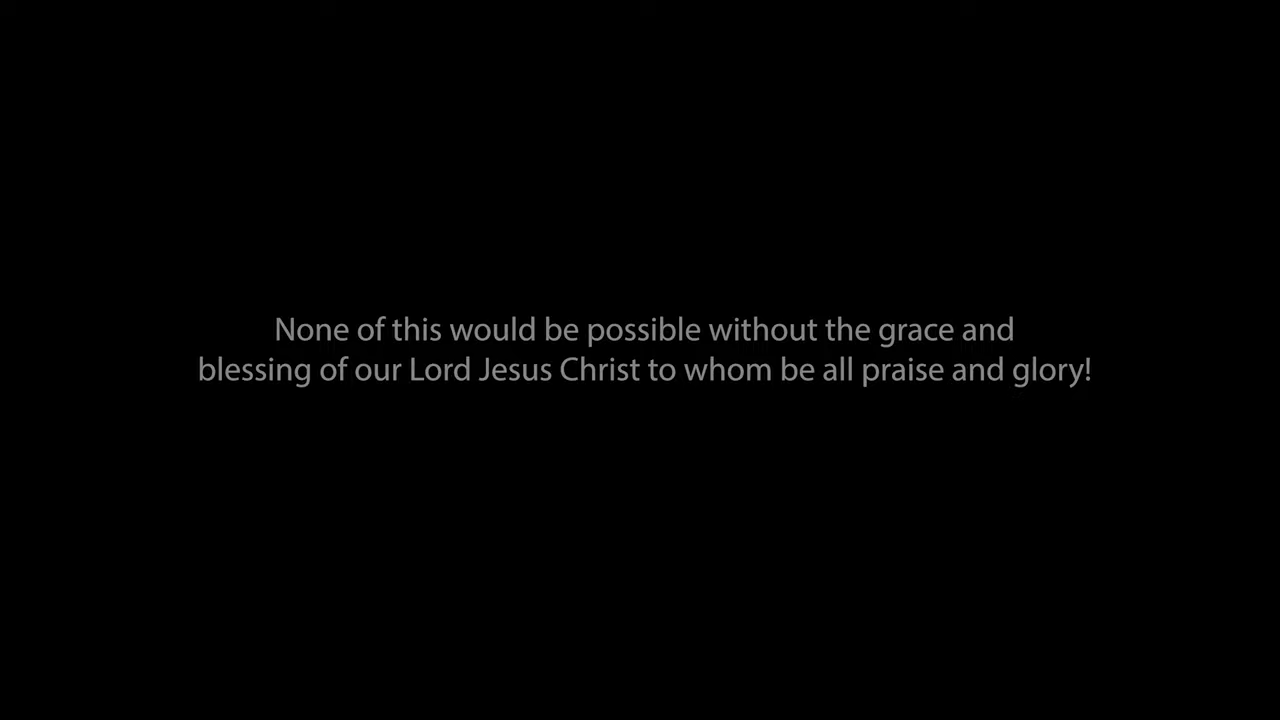 None of this would be possible without the grace and
blessing of our Lord Jesus Christ to whom be all praise and glory!